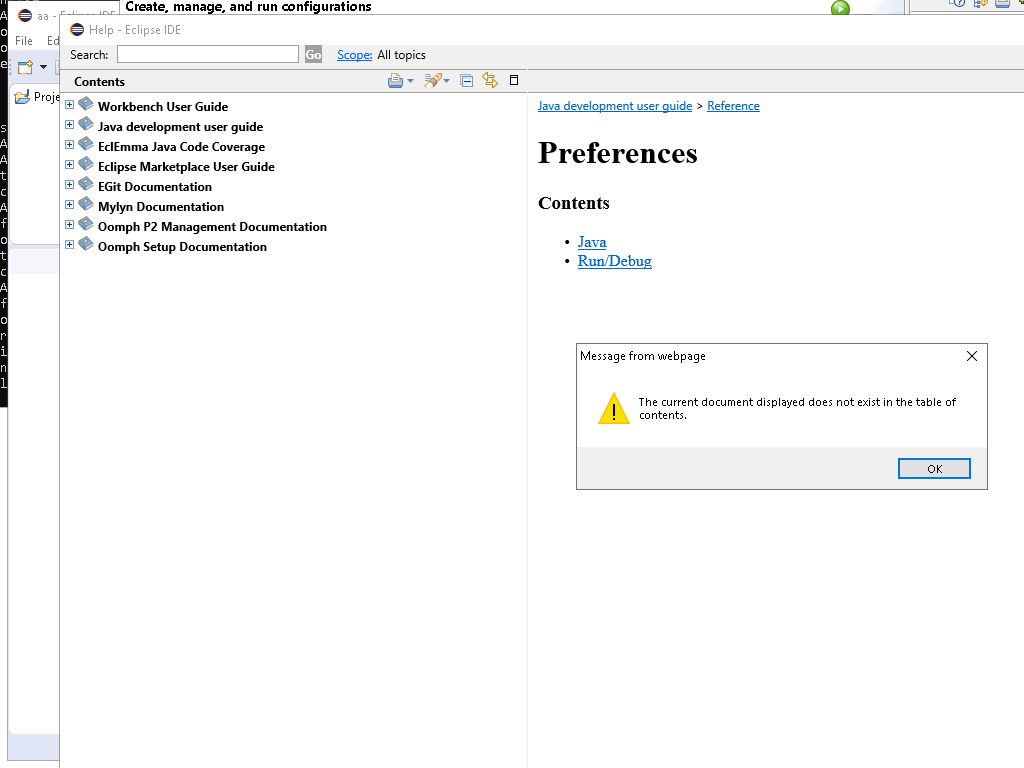 Create, manage, and run configurations
aa - Eclipse IDE
File Ed
Help - Eclipse IDE
Search: Go Scope: All topics
Contents
Proje
Workbench User Guide
Java development user guide
EclEmma Java Code Coverage
Eclipse Marketplace User Guide
EGit Documentation
Mylyn Documentation
Oomph P2 Management Documentation
Oomph Setup Documentation
Java development user guide > Reference
Preferences
Contents
• Java
• Run/Debug
Message from webpage
The current document displayed does not exist in the table of
contents.
OK